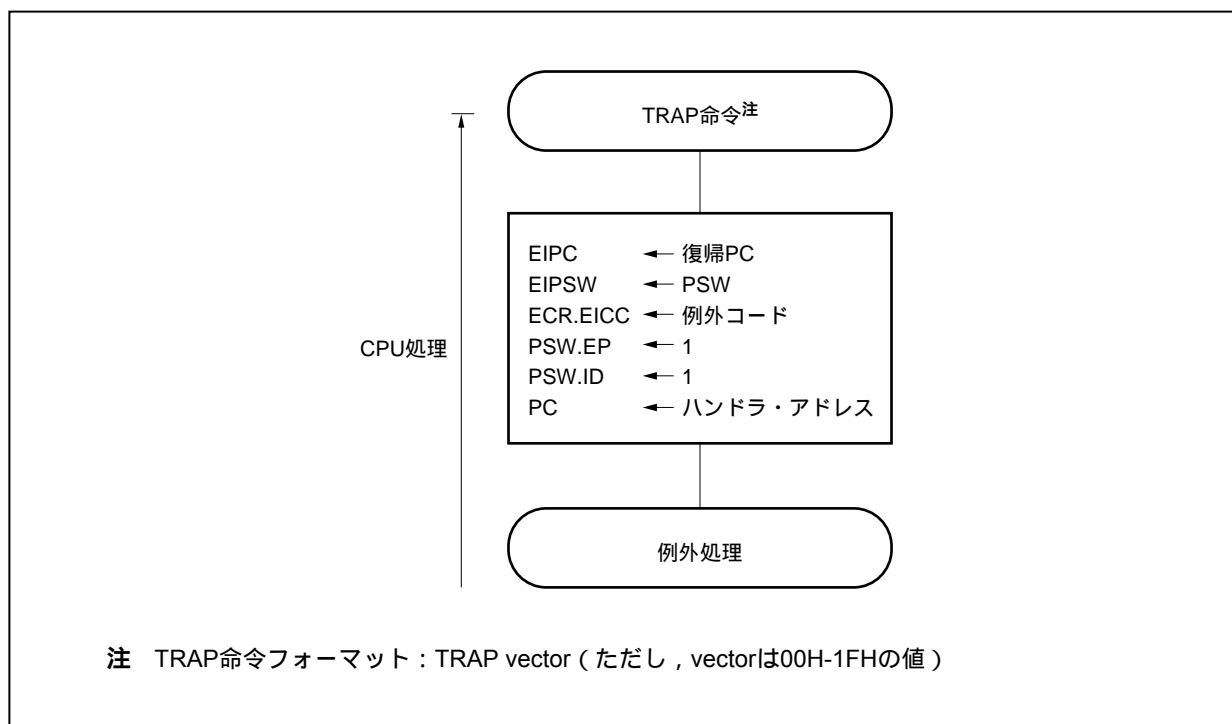 TRAP命令注
CPU処理
EIPC ← 復帰PC
EIPSW ← PSW
ECR.EICC ← 例外コード
PSW.EP ← 1
PSW.ID ← 1
PC ← ハンドラ・アドレス
例外処理
注 TRAP命令フォーマット：TRAP vector（ただし，vectorは00H-1FHの値）